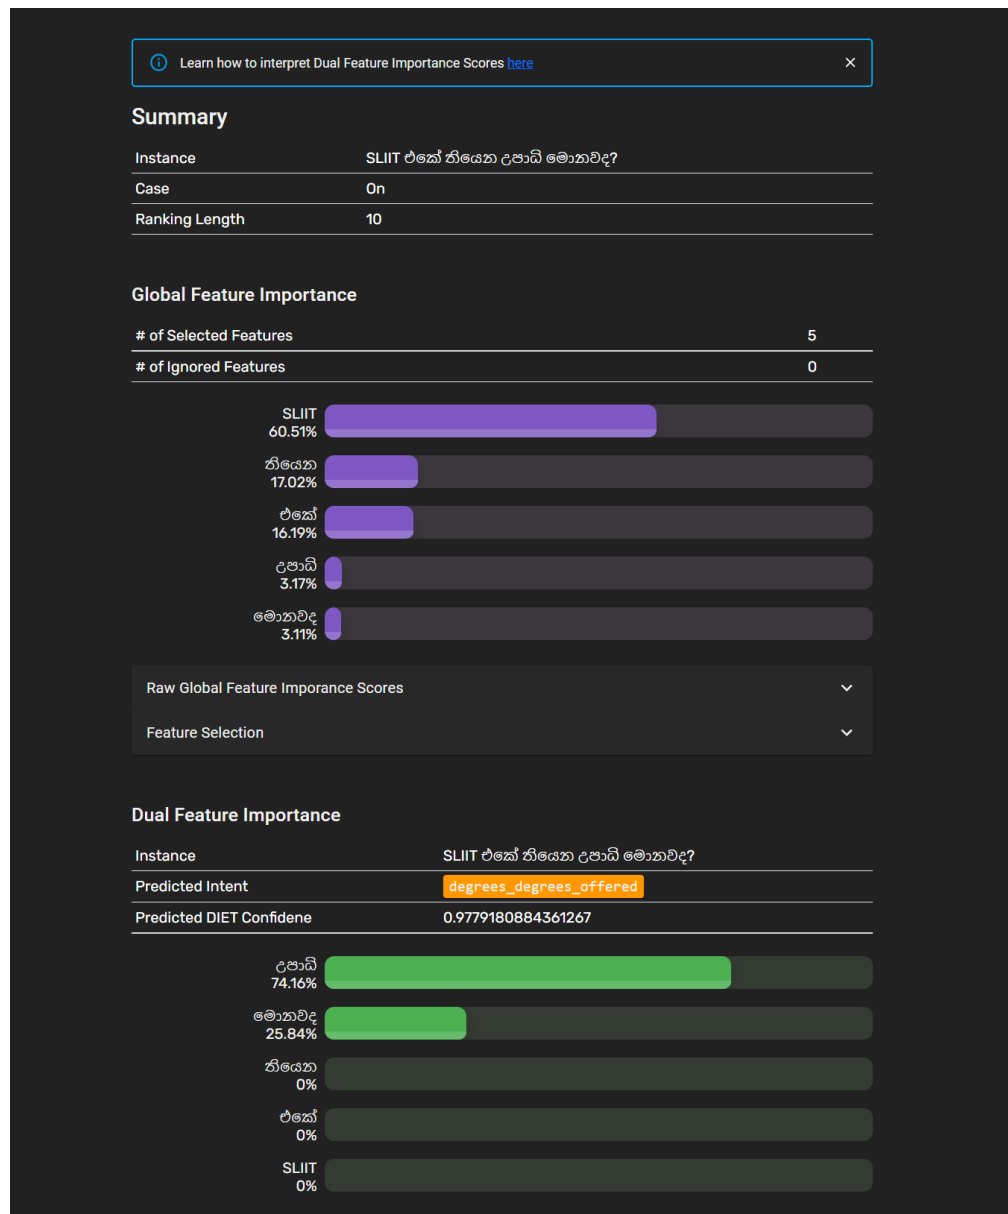 Learn how to interpret Dual Feature Importance Scores here
Summary
Instance SLIIT එකේ තියෙන උපාධි මොනවද?
Case On
Ranking Length 10
Global Feature Importance
# of Selected Features 5
# of Ignored Features 0
SLIIT
60.51%
තියෙන
17.02%
එකේ
16.19%
උපාධි
3.17%
මොනවද
3.11%
Raw Global Feature Imporance Scores
Feature Selection
Dual Feature Importance
Instance SLIIT එකේ තියෙන උපාධි මොනවද?
Predicted Intent degrees_degrees_offered
Predicted DIET Confidene 0.9779180884361267
උපාධි
74.16%
මොනවද
25.84%
තියෙන
0%
එකේ
0%
SLIIT
0%